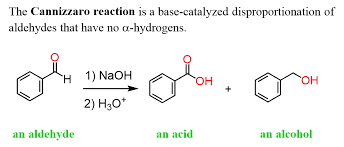 The Cannizzaro reaction is a base-catalyzed disproportionation of
aldehydes that have no α-hydrogens.
O
H
1) NaOH
2) H₃O⁺
O
OH
+
OH
an aldehyde
an acid
an alcohol